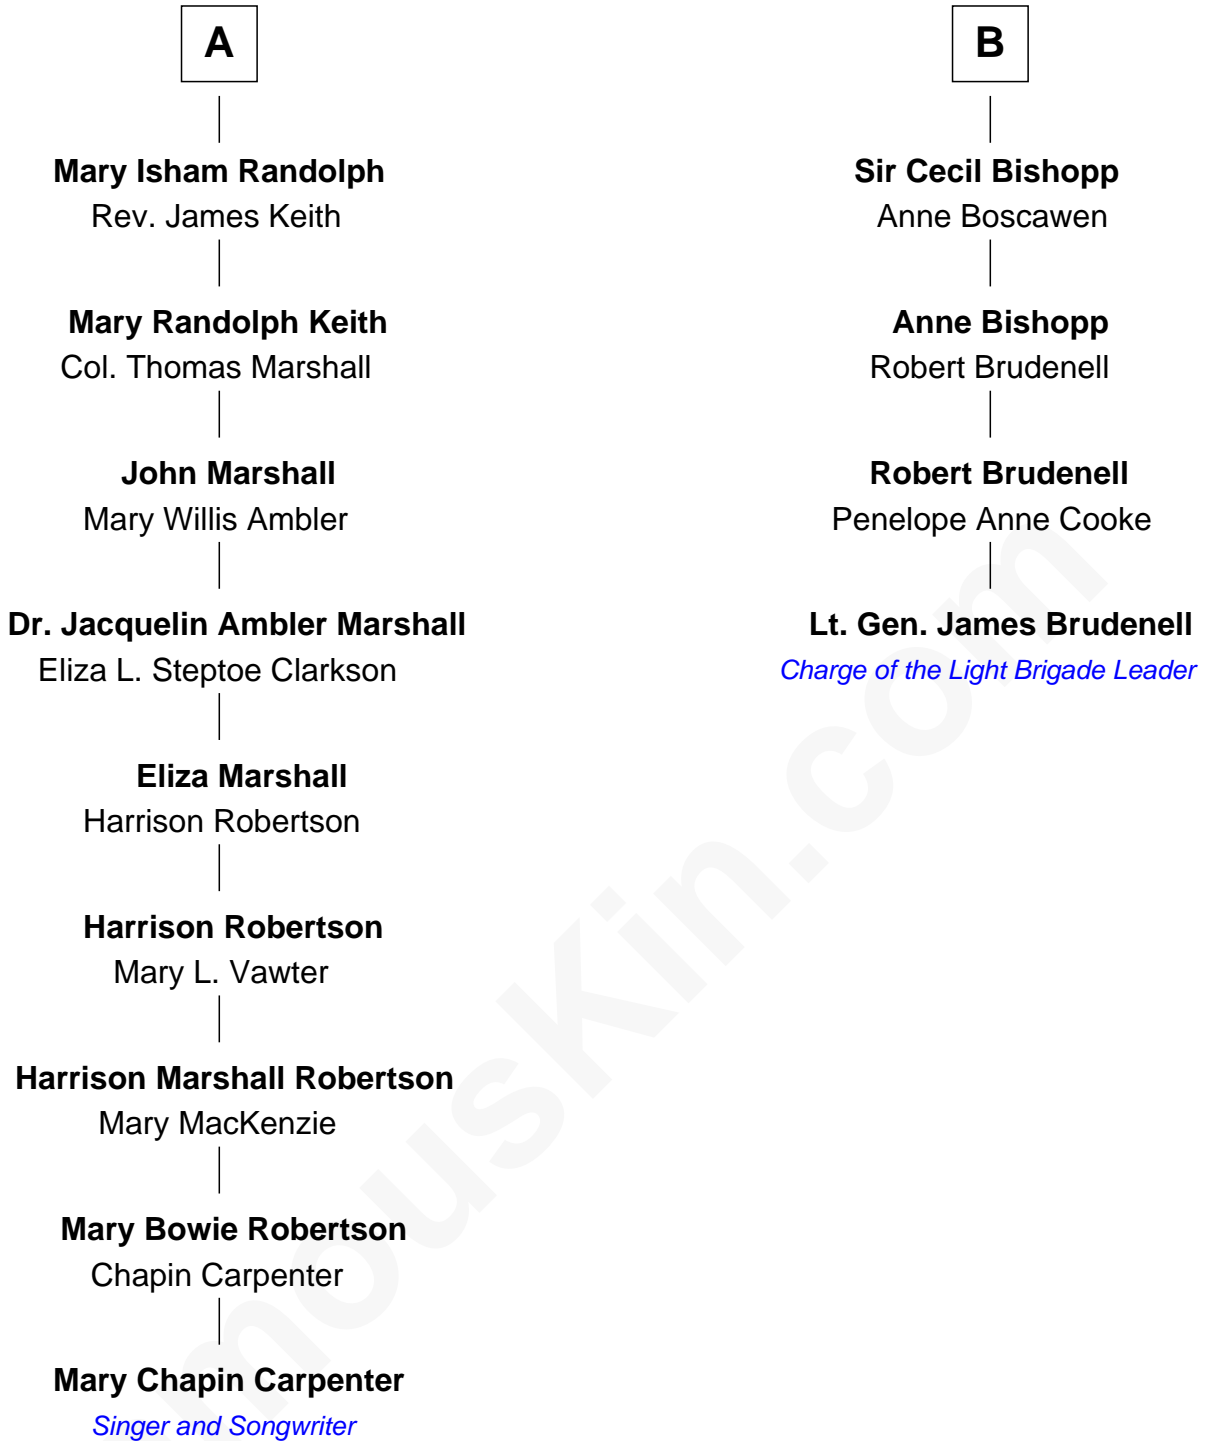 A
Mary Isham Randolph
Rev. James Keith
Mary Randolph Keith
Col. Thomas Marshall
John Marshall
Mary Willis Ambler
Dr. Jacquelin Ambler Marshall
Eliza L. Steptoe Clarkson
Eliza Marshall
Harrison Robertson
Harrison Robertson
Mary L. Vawter
Harrison Marshall Robertson
Mary MacKenzie
Mary Bowie Robertson
Chapin Carpenter
Mary Chapin Carpenter
Singer and Songwriter
B
Sir Cecil Bishopp
Anne Boscawen
Anne Bishopp
Robert Brudenell
Robert Brudenell
Penelope Anne Cooke
Lt. Gen. James Brudenell
Charge of the Light Brigade Leader
mousKin.com